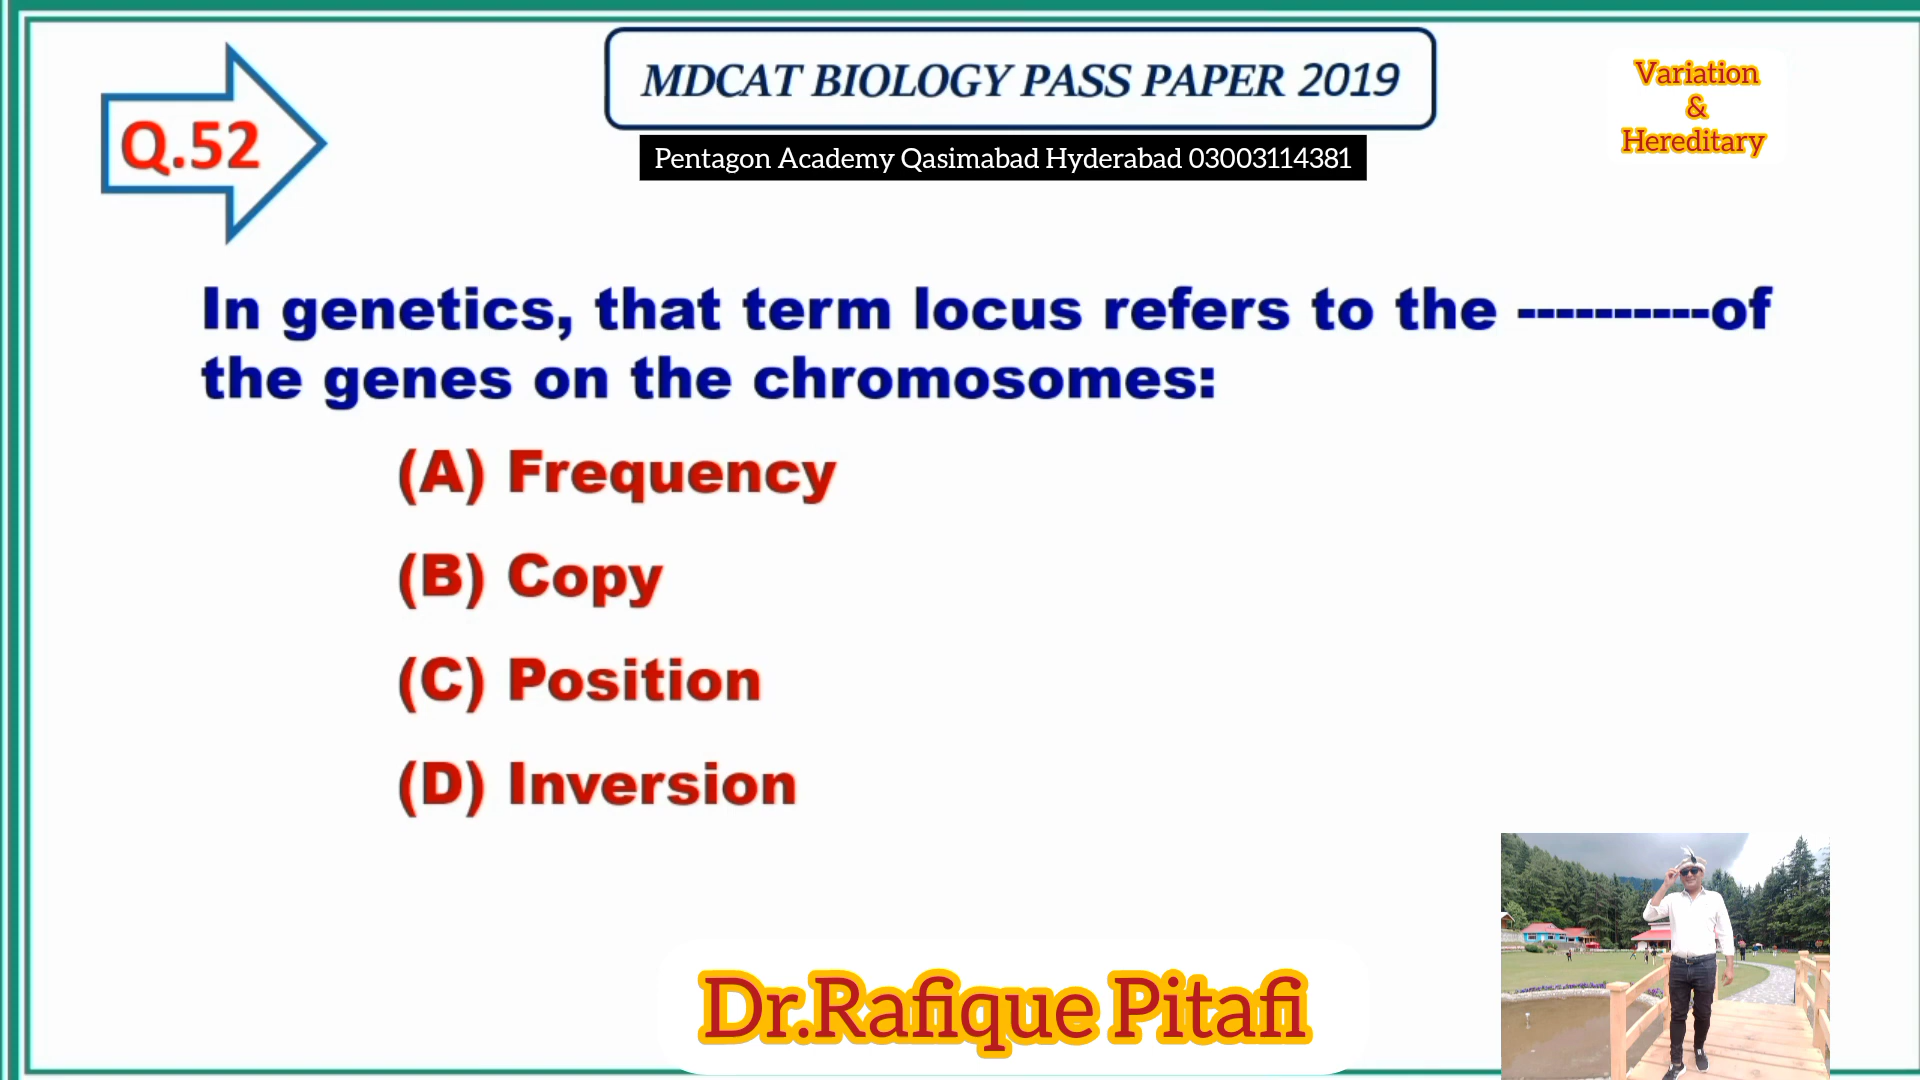 Q.52
MDCAT BIOLOGY PASS PAPER 2019
Pentagon Academy Qasimabad Hyderabad 03003114381
Variation
&
Hereditary
In genetics, that term locus refers to the ----------of
the genes on the chromosomes:
(A) Frequency
(B) Copy
(C) Position
(D) Inversion
Dr.Rafique Pitafi